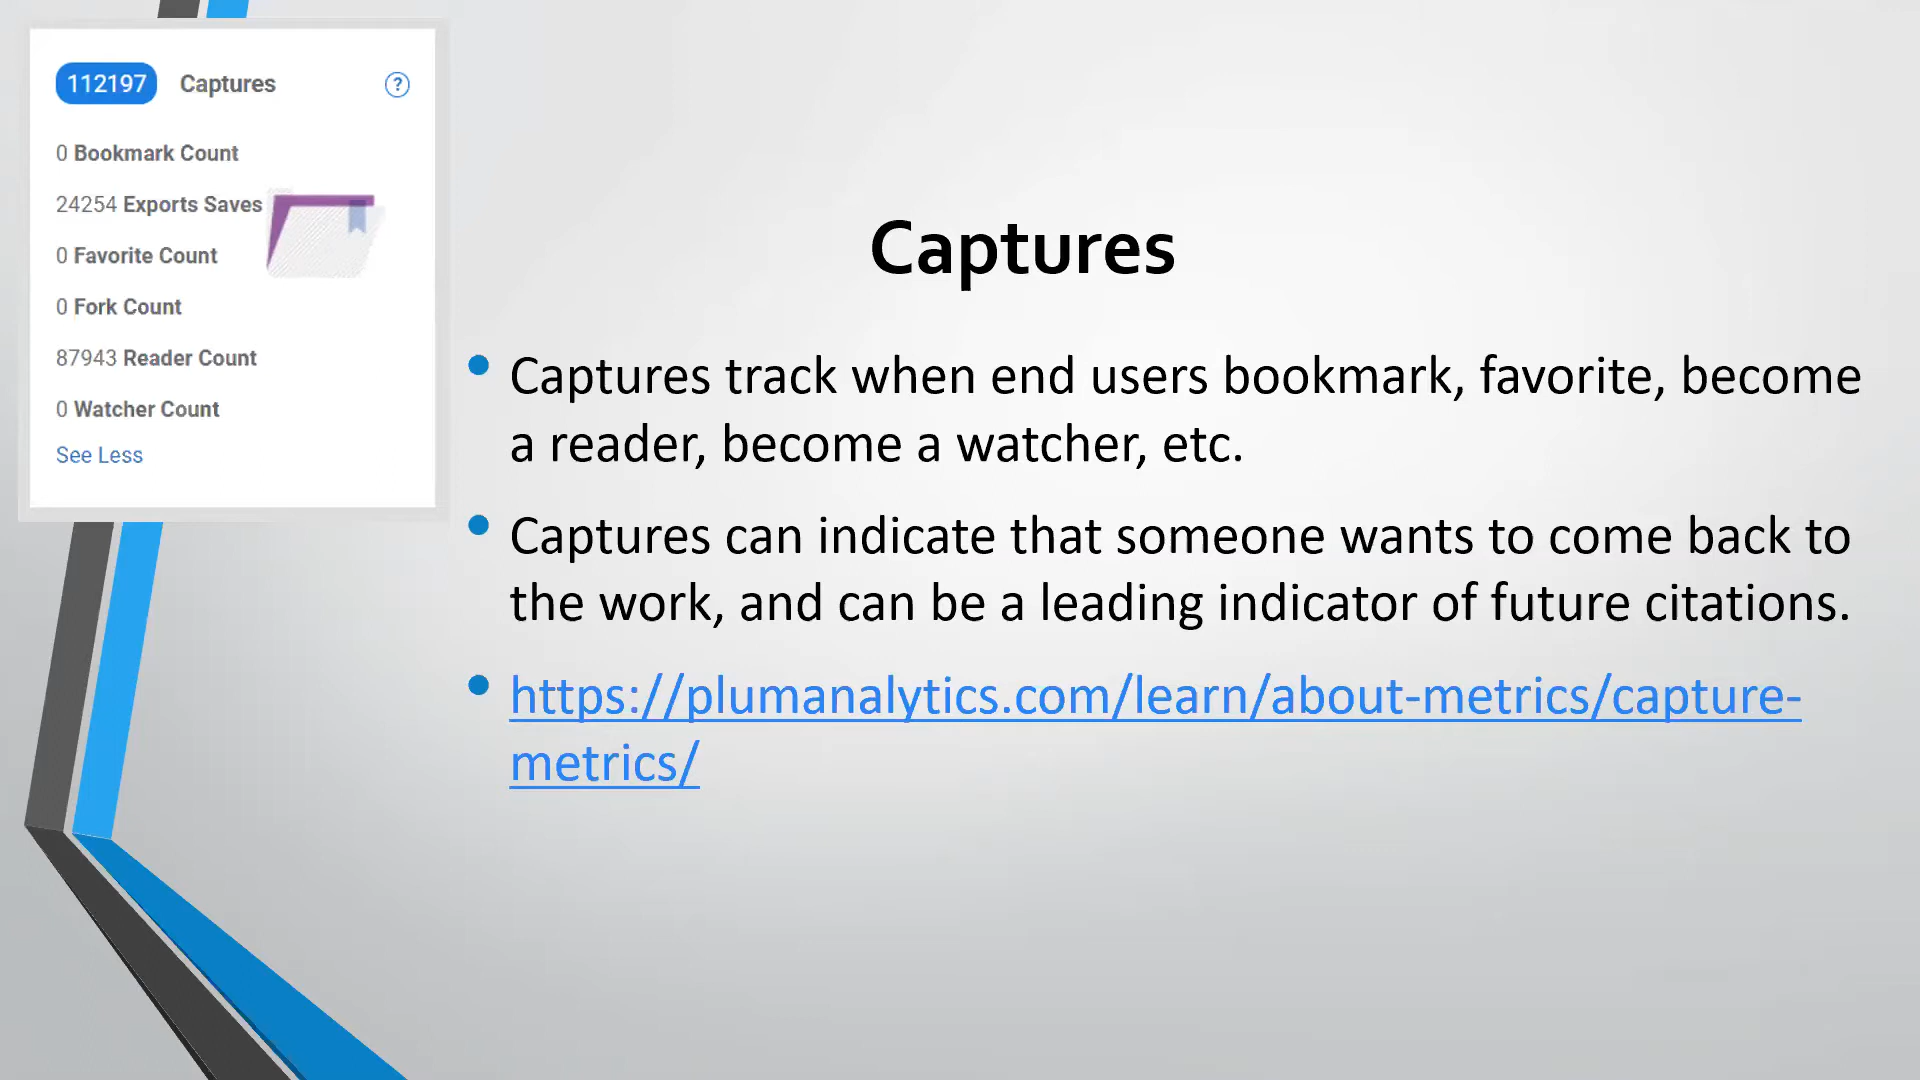 112197 Captures ?
0 Bookmark Count
24254 Exports Saves
0 Favorite Count
0 Fork Count
87943 Reader Count
0 Watcher Count
See Less
Captures
• Captures track when end users bookmark, favorite, become
a reader, become a watcher, etc.
• Captures can indicate that someone wants to come back to
the work, and can be a leading indicator of future citations.
• https://plumanalytics.com/learn/about-metrics/capture-
metrics/